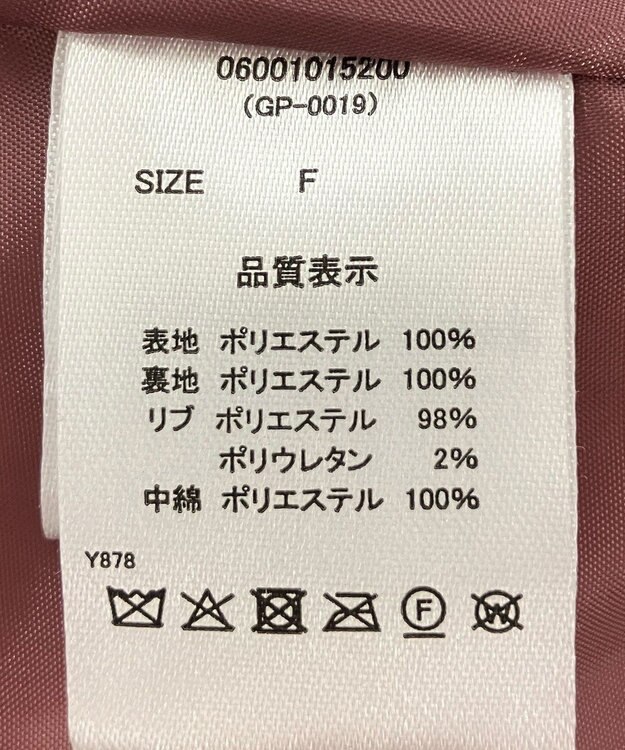 06001015200
(GP-0019)
SIZE F
品質表示
表地 ポリエステル 100%
裏地 ポリエステル 100%
リブ ポリエステル 98%
ポリウレタン 2%
中綿 ポリエステル 100%
Y878
F W